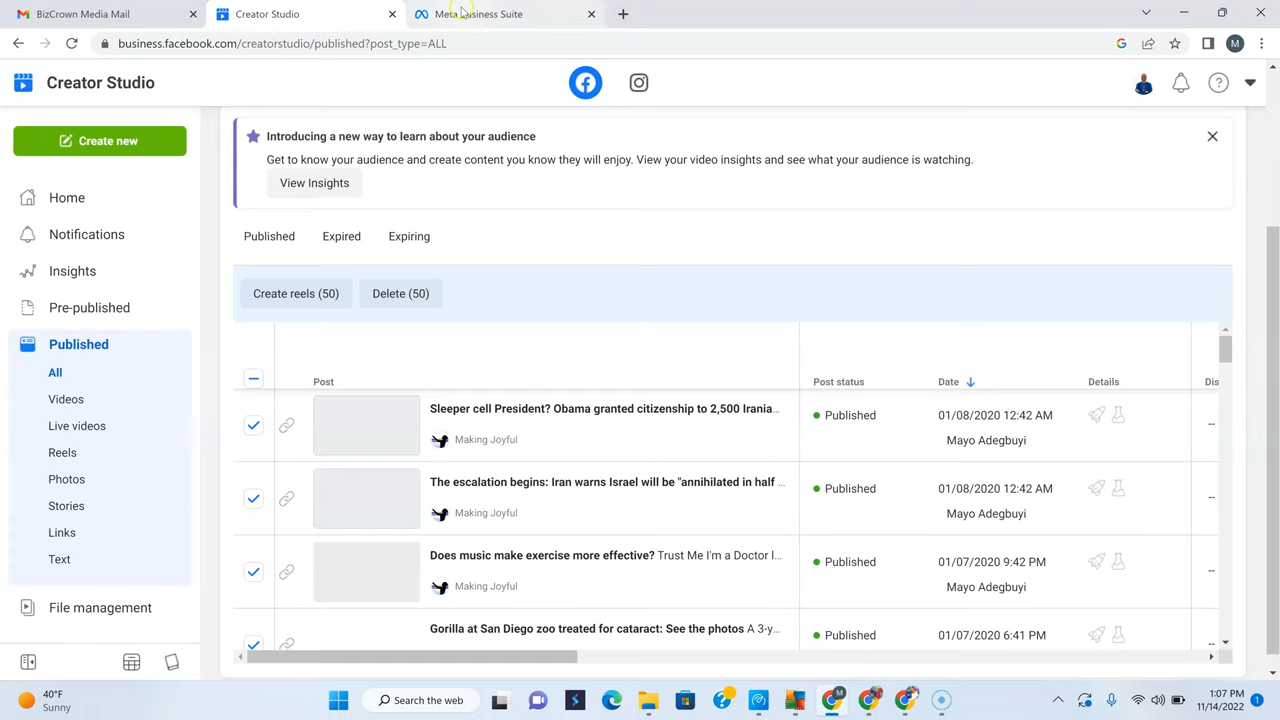 BizCrown Media Mail
Creator Studio
Meta Business Suite
business.facebook.com/creatorstudio/published?post_type=ALL
M
Creator Studio
Create new
Home
Notifications
Insights
Pre-published
Published
All
Videos
Live videos
Reels
Photos
Stories
Links
Text
File management
Introducing a new way to learn about your audience
Get to know your audience and create content you know they will enjoy. View your video insights and see what your audience is watching.
View Insights
Published Expired Expiring
Create reels (50) Delete (50)
Post Post status Date Details Dis
Sleeper cell President? Obama granted citizenship to 2,500 Irania...
Making Joyful
Published
01/08/2020 12:42 AM
Mayo Adegbuyi
--
The escalation begins: Iran warns Israel will be "annihilated in half ...
Making Joyful
Published
01/08/2020 12:42 AM
Mayo Adegbuyi
--
Does music make exercise more effective? Trust Me I'm a Doctor I...
Making Joyful
Published
01/07/2020 9:42 PM
Mayo Adegbuyi
--
Gorilla at San Diego zoo treated for cataract: See the photos A 3-y...
Published
01/07/2020 6:41 PM
--
40°F
Sunny
Search the web
M
1:07 PM
11/14/2022
1